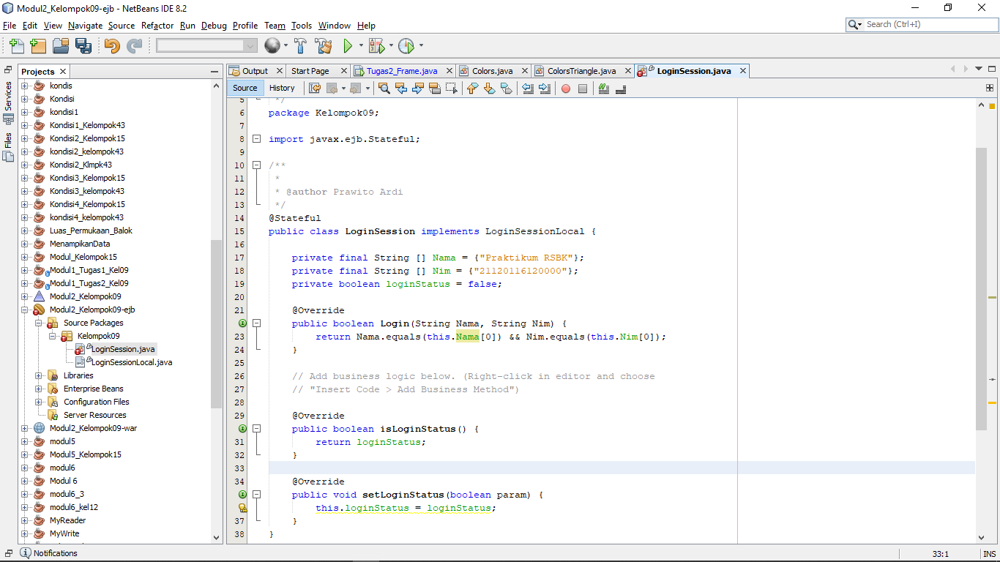 Modul2_Kelompok09-ejb - NetBeans IDE 8.2
File Edit View Navigate Source Refactor Run Debug Profile Team Tools Window Help
Search (Ctrl+I)
Services
Files
Projects
kondis
Kondisi
kondisi1
Kondisi1_Kelompok43
Kondisi2_Kelompok15
kondisi2_kelompok43
Kondisi2_Klmpk43
Kondisi3_Kelompok15
Kondisi3_kelompok43
Kondisi4_Kelompok15
kondisi4_kelompok43
Luas_Permukaan_Balok
MenampikanData
Modul_Kelompok15
Modul1_Tugas1_Kel09
Modul1_Tugas2_Kel09
Modul2_Kelompok09
Modul2_Kelompok09-ejb
Source Packages
Kelompok09
LoginSession.java
LoginSessionLocal.java
Libraries
Enterprise Beans
Configuration Files
Server Resources
Modul2_Kelompok09-war
modul5
Modul5_Kelompok15
modul6
Modul 6
modul6_3
modul6_kel12
MyReader
MyWrite
Output Start Page Tugas2_Frame.java Colors.java ColorsTriangle.java LoginSession.java
Source History
5 */
6 package Kelompok09;
7
8 import javax.ejb.Stateful;
9
10 /**
11 *
12 * @author Prawito Ardi
13 */
14 @Stateful
15 public class LoginSession implements LoginSessionLocal {
16
17 private final String [] Nama = {"Praktikum RSBK"};
18 private final String [] Nim = {"21120116120000"};
19 private boolean loginStatus = false;
20
21 @Override
public boolean Login(String Nama, String Nim) {
23 return Nama.equals(this.Nama[0]) && Nim.equals(this.Nim[0]);
24 }
25
26 // Add business logic below. (Right-click in editor and choose
27 // "Insert Code > Add Business Method")
28
29 @Override
public boolean isLoginStatus() {
31 return loginStatus;
32 }
33
34 @Override
public void setLoginStatus(boolean param) {
this.loginStatus = loginStatus;
37 }
38 }
Notifications
33:1 INS